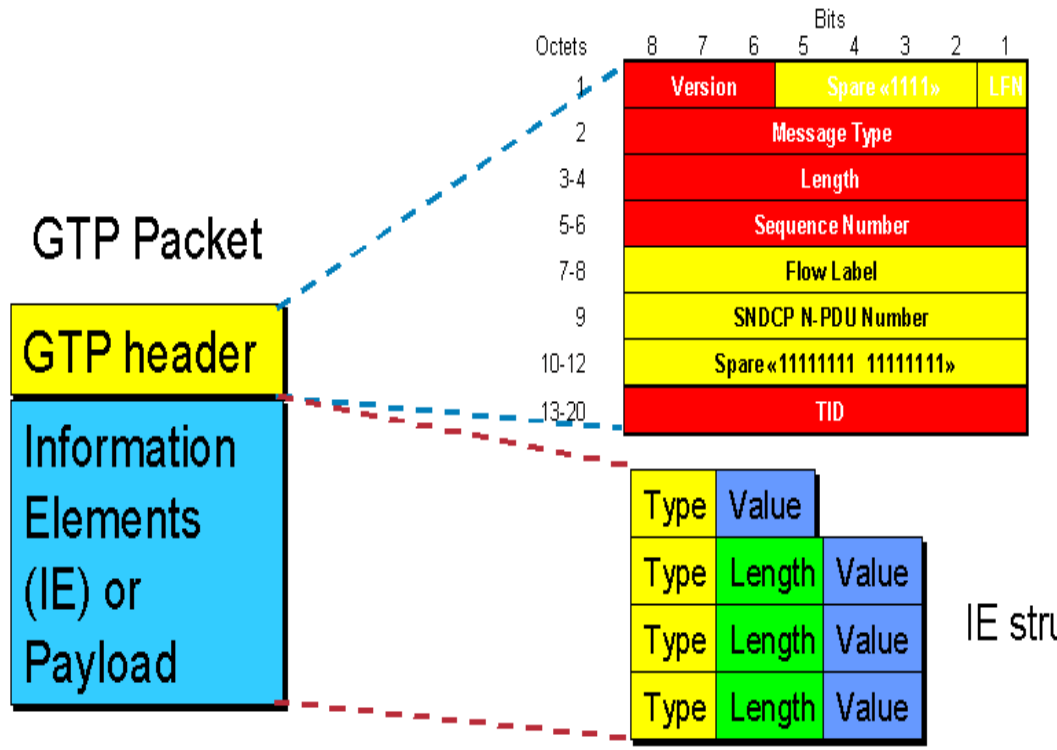 Bits
Octets 8 7 6 5 4 3 2 1
1 Version Spare «1111» LFN
2 Message Type
3-4 Length
5-6 Sequence Number
7-8 Flow Label
9 SNDCP N-PDU Number
10-12 Spare «11111111 11111111»
13-20 TID
GTP Packet
GTP header
Information
Elements
(IE) or
Payload
Type Value
Type Length Value
Type Length Value
Type Length Value
IE stru